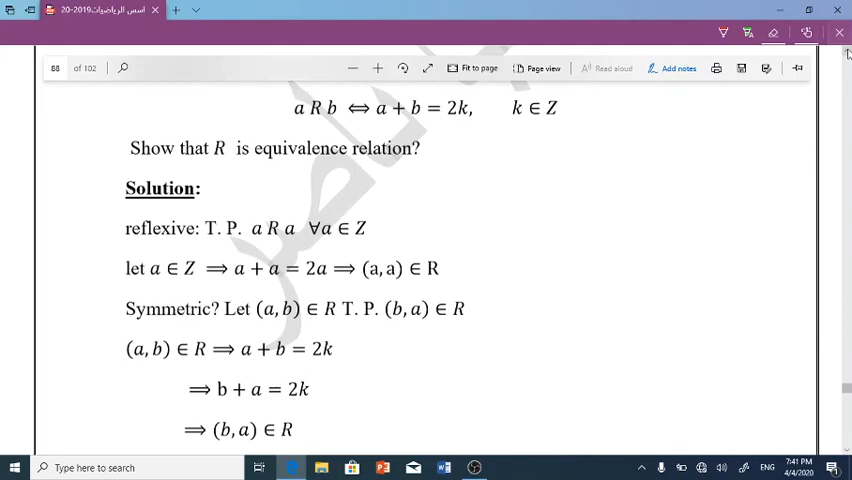 اسس الرياضيات20-2019
68 of 102
Fit to page
Page view
Read aloud
Add notes
a R b ⟺ a + b = 2k, k ∈ Z
Show that R is equivalence relation?
Solution:
reflexive: T. P. a R a ∀a ∈ Z
let a ∈ Z ⟹ a + a = 2a ⟹ (a, a) ∈ R
Symmetric? Let (a, b) ∈ R T. P. (b, a) ∈ R
(a, b) ∈ R ⟹ a + b = 2k
⟹ b + a = 2k
⟹ (b, a) ∈ R
Type here to search
ENG
7:41 PM
4/4/2020